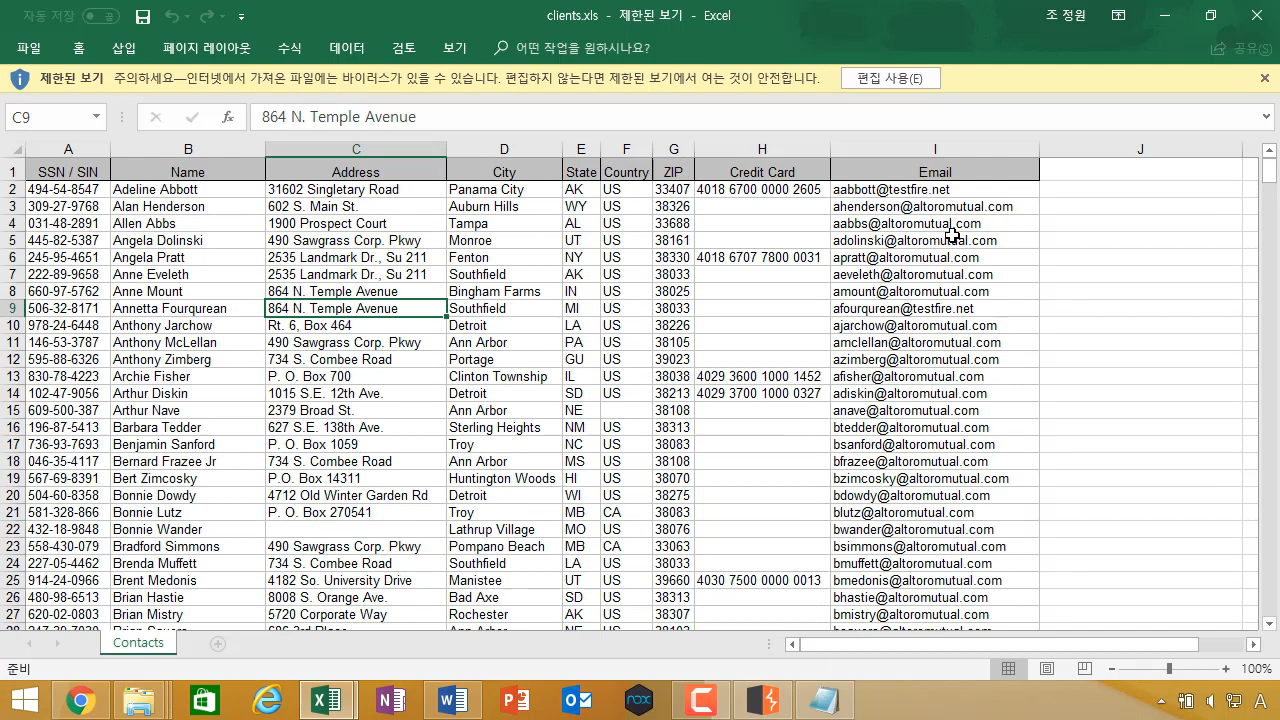 자동 저장 끔 clients.xls - 제한된 보기 - Excel 조 정원
파일 홈 삽입 페이지 레이아웃 수식 데이터 검토 보기 어떤 작업을 원하시나요? 공유(S)
제한된 보기 주의하세요—인터넷에서 가져온 파일에는 바이러스가 있을 수 있습니다. 편집하지 않는다면 제한된 보기에서 여는 것이 안전합니다. 편집 사용(E)
C9 fx 864 N. Temple Avenue
A B C D E F G H I J
1 SSN / SIN Name Address City State Country ZIP Credit Card Email
2 494-54-8547 Adeline Abbott 31602 Singletary Road Panama City AK US 33407 4018 6700 0000 2605 aabbott@testfire.net
3 309-27-9768 Alan Henderson 602 S. Main St. Auburn Hills WY US 38326 ahenderson@altoromutual.com
4 031-48-2891 Allen Abbs 1900 Prospect Court Tampa AL US 33688 aabbs@altoromutual.com
5 445-82-5387 Angela Dolinski 490 Sawgrass Corp. Pkwy Monroe UT US 38161 adolinski@altoromutual.com
6 245-95-4651 Angela Pratt 2535 Landmark Dr., Su 211 Fenton NY US 38330 4018 6707 7800 0031 apratt@altoromutual.com
7 222-89-9658 Anne Eveleth 2535 Landmark Dr., Su 211 Southfield AK US 38033 aeveleth@altoromutual.com
8 660-97-5762 Anne Mount 864 N. Temple Avenue Bingham Farms IN US 38025 amount@altoromutual.com
9 506-32-8171 Annetta Fourqurean 864 N. Temple Avenue Southfield MI US 38033 afourqurean@testfire.net
10 978-24-6448 Anthony Jarchow Rt. 6, Box 464 Detroit LA US 38226 ajarchow@altoromutual.com
11 146-53-3787 Anthony McLellan 490 Sawgrass Corp. Pkwy Ann Arbor PA US 38105 amclellan@altoromutual.com
12 595-88-6326 Anthony Zimberg 734 S. Combee Road Portage GU US 39023 azimberg@altoromutual.com
13 830-78-4223 Archie Fisher P. O. Box 700 Clinton Township IL US 38038 4029 3600 1000 1452 afisher@altoromutual.com
14 102-47-9056 Arthur Diskin 1015 S.E. 12th Ave. Detroit SD US 38213 4029 3700 1000 0327 adiskin@altoromutual.com
15 609-500-387 Arthur Nave 2379 Broad St. Ann Arbor NE 38108 anave@altoromutual.com
16 916-97-5471 Barbara Tedder 627 S.E. 138th Ave. Sterling Heights NM US 38313 btedder@altoromutual.com
17 736-93-7693 Benjamin Sanford P. O. Box 1059 Troy NC US 38083 bsanford@altoromutual.com
18 046-35-4117 Bernard Frazee Jr 734 S. Combee Road Ann Arbor MS US 38108 bfrazee@altoromutual.com
19 567-69-8391 Bert Zimcosky P.O. Box 14311 Huntington Woods HI US 38070 bzimcosky@altoromutual.com
20 504-60-8358 Bonnie Dowdy 4712 Old Winter Garden Rd Detroit WI US 38275 bdowdy@altoromutual.com
21 581-328-866 Bonnie Lutz P. O. Box 270541 Troy MB CA 38083 blutz@altoromutual.com
22 432-18-9848 Bonnie Wander Lathrup Village MO US 38076 bwander@altoromutual.com
23 558-430-079 Bradford Simmons 490 Sawgrass Corp. Pkwy Pompano Beach MB CA 33063 bsimmons@altoromutual.com
24 227-05-4462 Brenda Muffett 734 S. Combee Road Southfield LA US 38033 bmuffett@altoromutual.com
25 914-24-0966 Brent Medonis 4182 So. University Drive Manistee UT US 39660 4030 7500 0000 0013 bmedonis@altoromutual.com
26 480-98-6513 Brian Hastie 8008 S. Orange Ave. Bad Axe SD US 38313 bhastie@altoromutual.com
27 620-02-0803 Brian Mistry 5720 Corporate Way Rochester AK US 38307 bmistry@altoromutual.com
Contacts
준비 100%
nox A